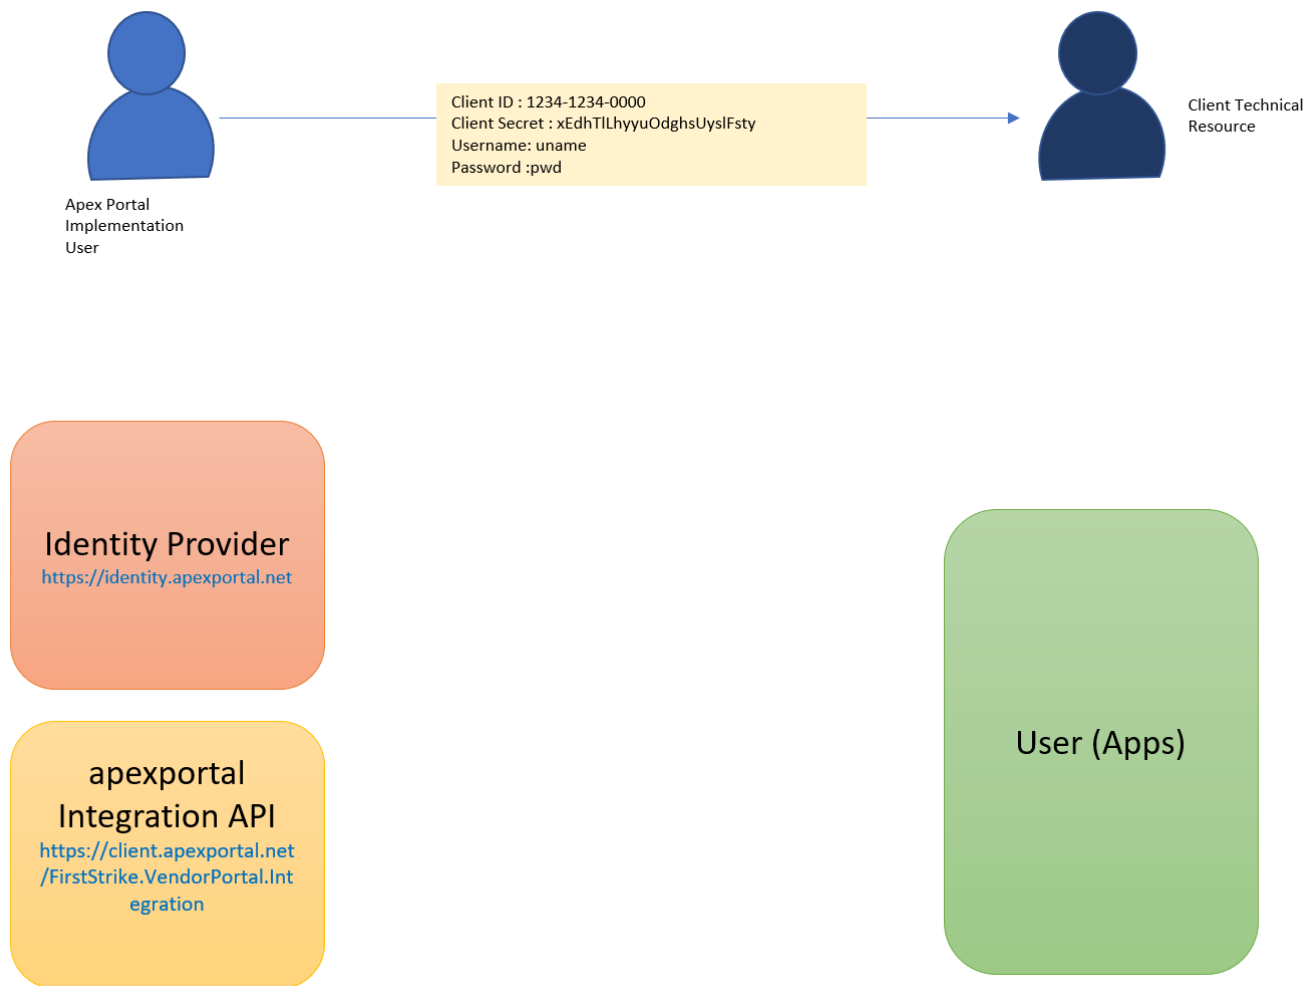 Client ID : 1234-1234-0000
Client Secret : xEdhTlLhyyuOdghsUyslFsty
Username: uname
Password :pwd
Client Technical
Resource
Apex Portal
Implementation
User
Identity Provider
https://identity.apexportal.net
User (Apps)
apexportal
Integration API
https://client.apexportal.net
/FirstStrike.VendorPortal.Int
egration